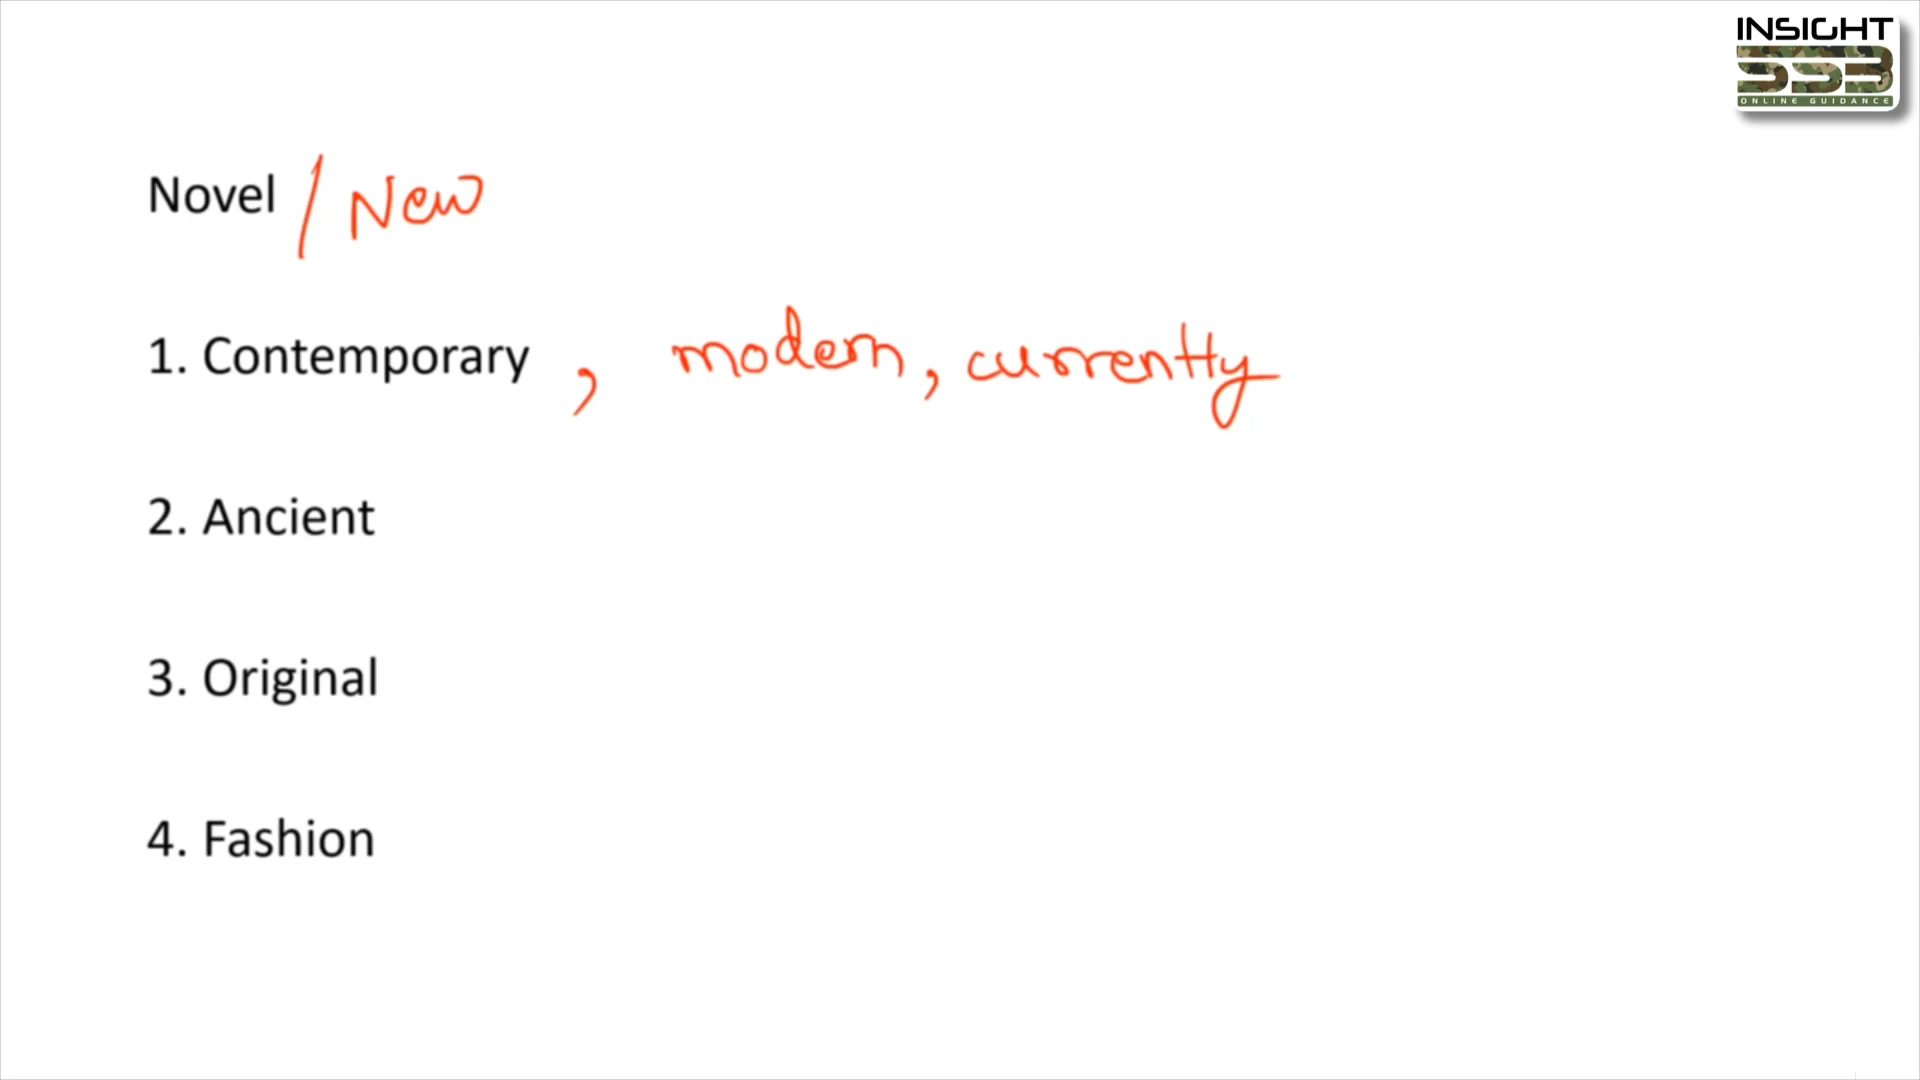 INSIGHT
SSB
ONLINE GUIDANCE
Novel / New
1. Contemporary , modern, currently
2. Ancient
3. Original
4. Fashion